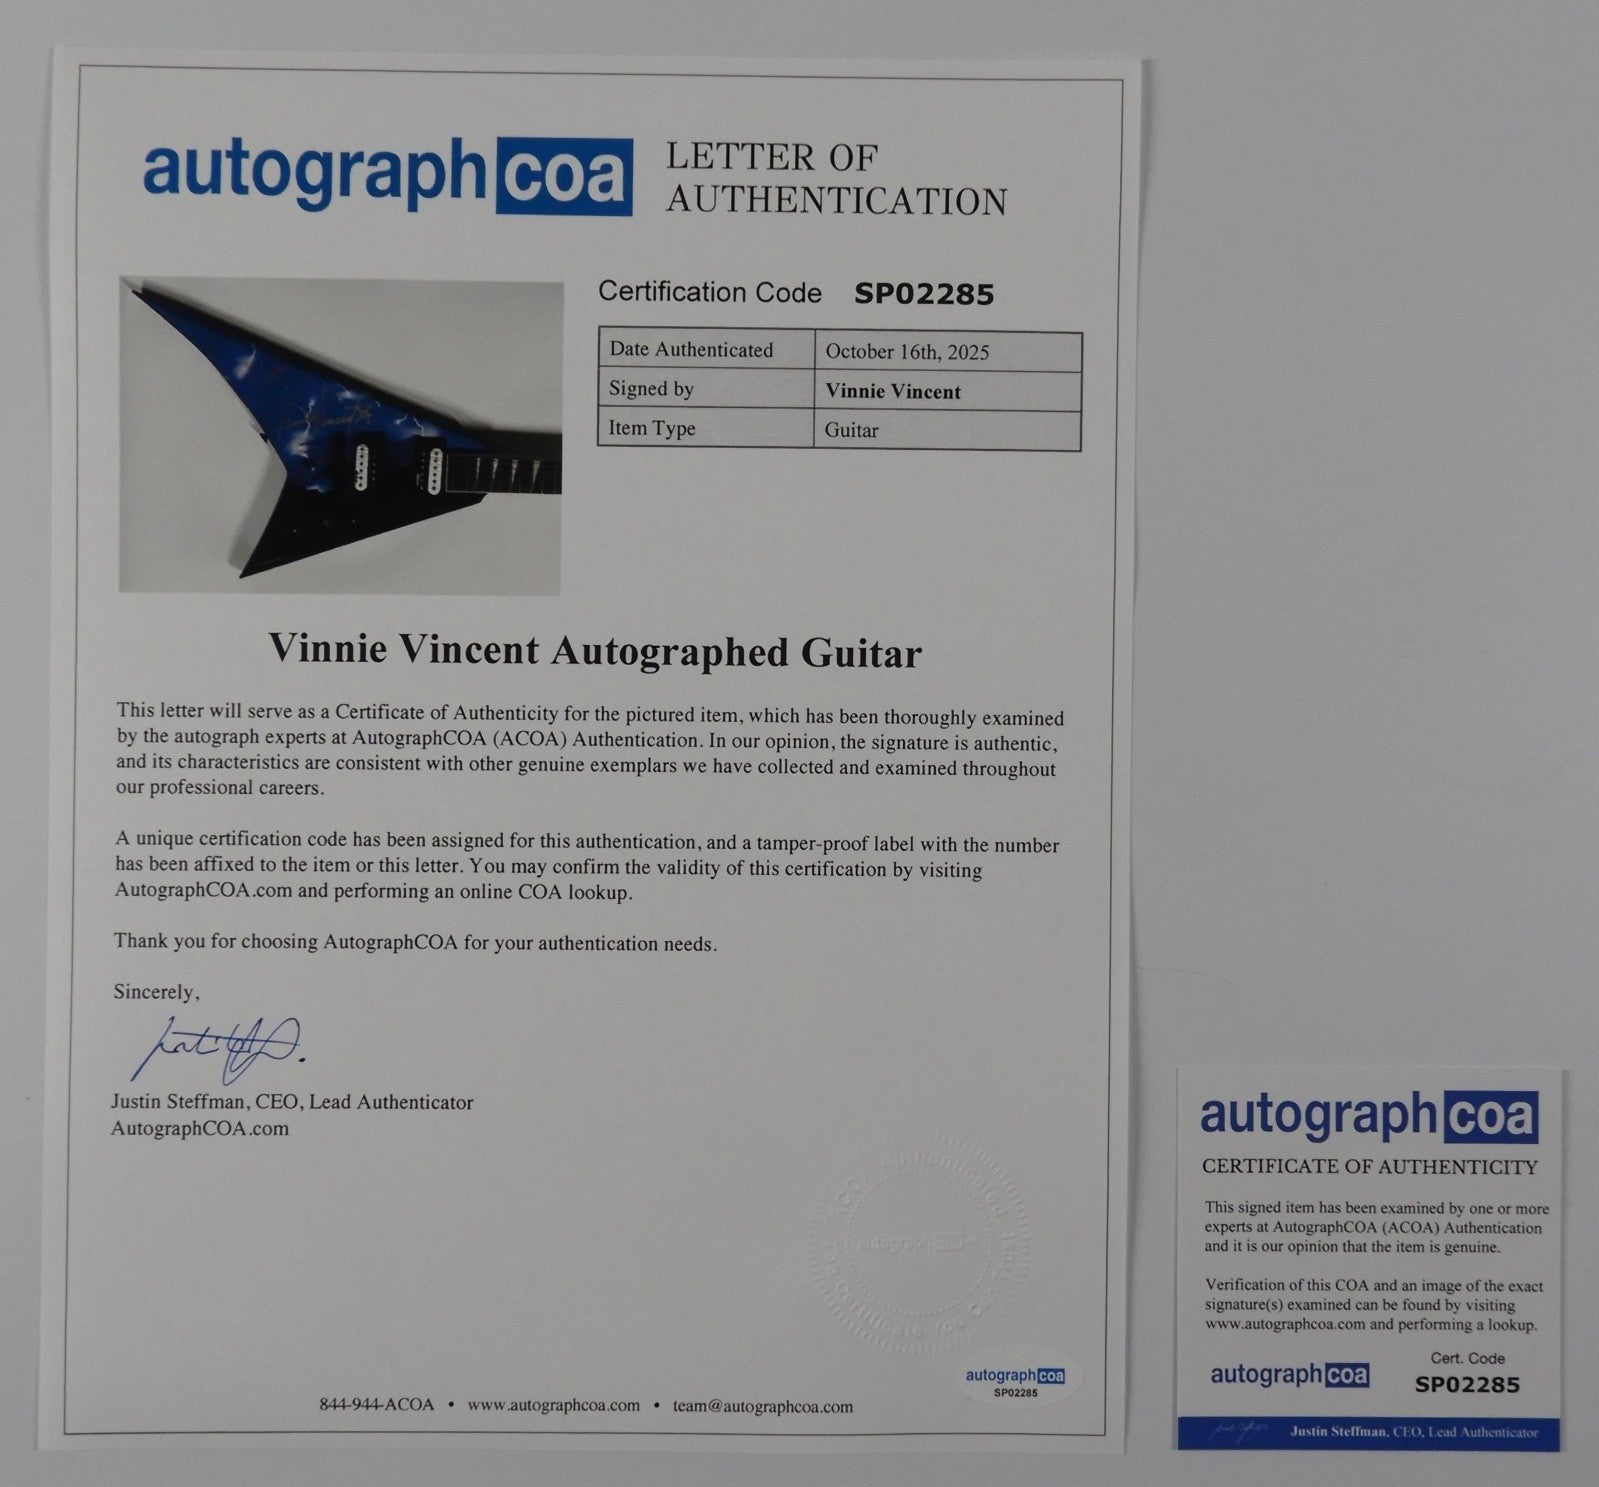 autographcoa
LETTER OF
AUTHENTICATION
Certification Code SP02285
Date Authenticated October 16th, 2025
Signed by Vinnie Vincent
Item Type Guitar
Vinnie Vincent Autographed Guitar
This letter will serve as a Certificate of Authenticity for the pictured item, which has been thoroughly examined
by the autograph experts at AutographCOA (ACOA) Authentication. In our opinion, the signature is authentic,
and its characteristics are consistent with other genuine exemplars we have collected and examined throughout
our professional careers.
A unique certification code has been assigned for this authentication, and a tamper-proof label with the number
has been affixed to the item or this letter. You may confirm the validity of this certification by visiting
AutographCOA.com and performing an online COA lookup.
Thank you for choosing AutographCOA for your authentication needs.
Sincerely,
Justin Steffman, CEO, Lead Authenticator
AutographCOA.com
autographcoa
SP02285
844-944-ACOA • www.autographcoa.com • team@autographcoa.com
autographcoa
CERTIFICATE OF AUTHENTICITY
This signed item has been examined by one or more
experts at AutographCOA (ACOA) Authentication
and it is our opinion that the item is genuine.
Verification of this COA and an image of the exact
signature(s) examined can be found by visiting
www.autographcoa.com and performing a lookup.
autographcoa
Cert. Code
SP02285
Justin Steffman, CEO, Lead Authenticator